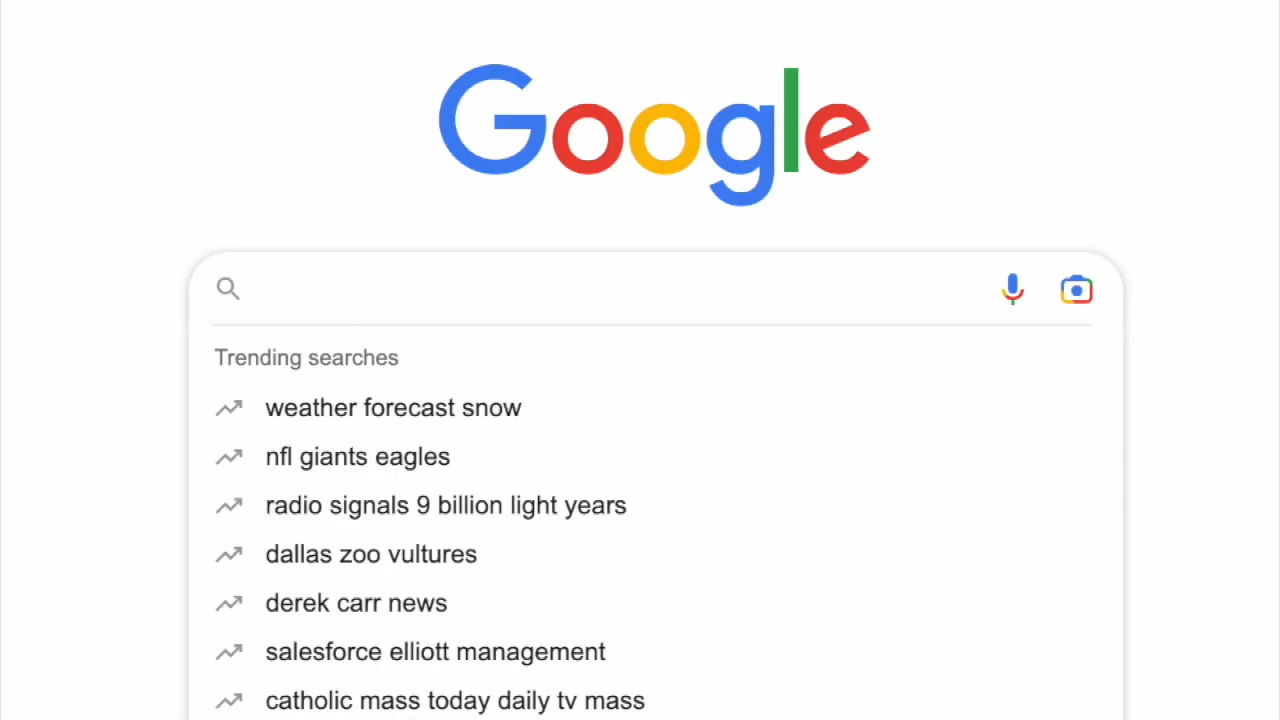 Google
Trending searches
weather forecast snow
nfl giants eagles
radio signals 9 billion light years
dallas zoo vultures
derek carr news
salesforce elliott management
catholic mass today daily tv mass